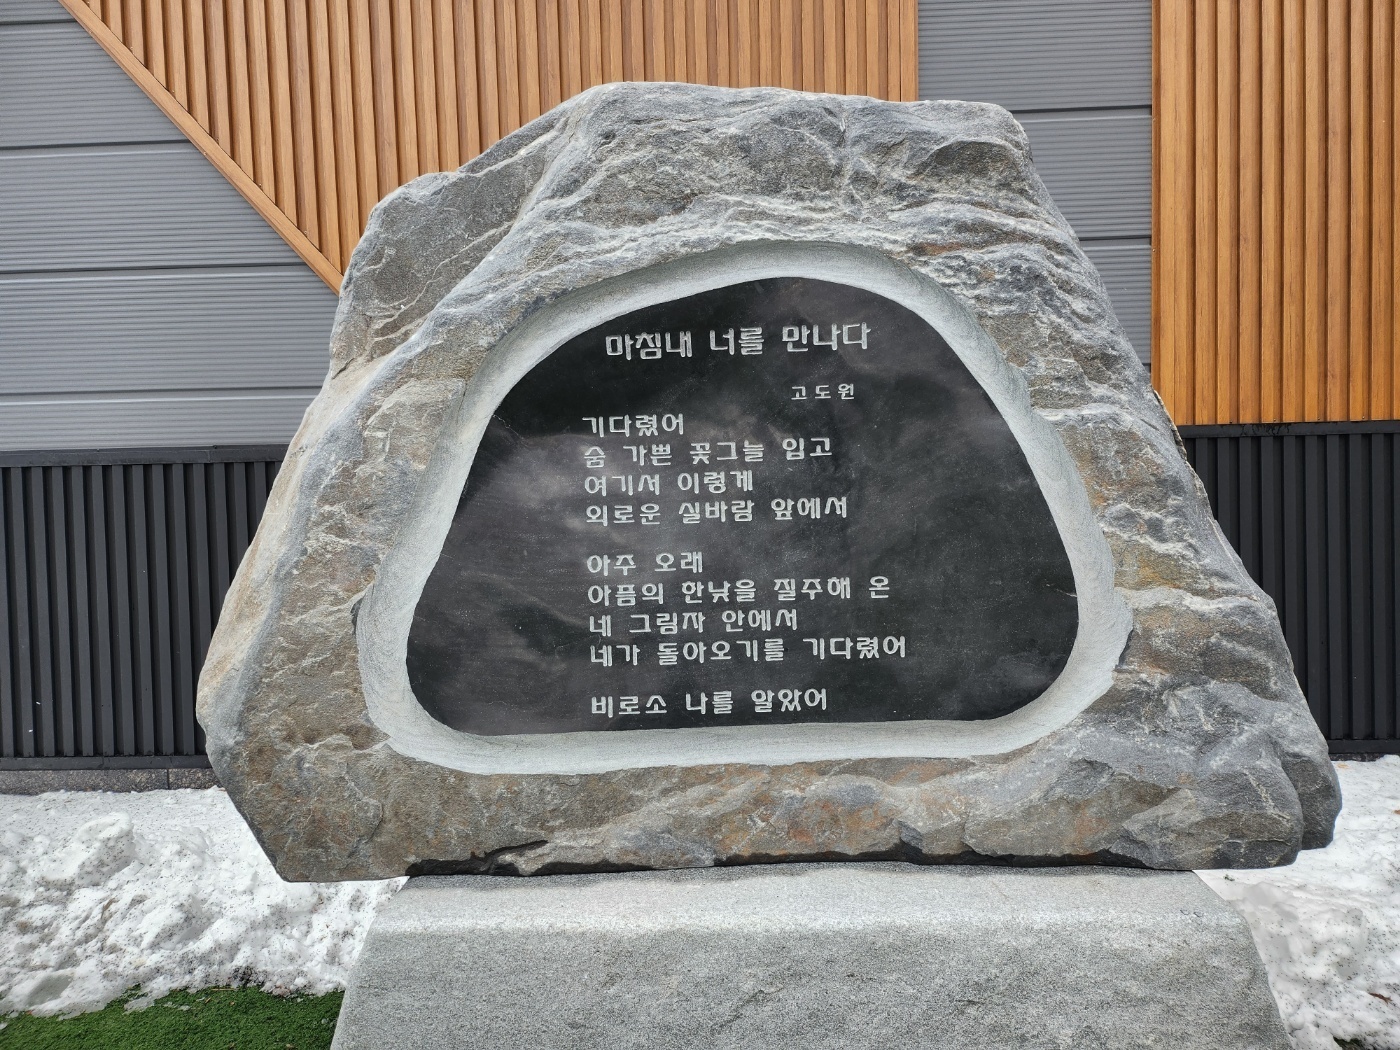 마침내 너를 만나다
고도원
기다렸어
숨 가쁜 꽃그늘 입고
여기서 이렇게
외로운 실바람 앞에서
아주 오래
아픔의 한낮을 질주해 온
네 그림자 안에서
네가 돌아오기를 기다렸어
비로소 나를 알았어